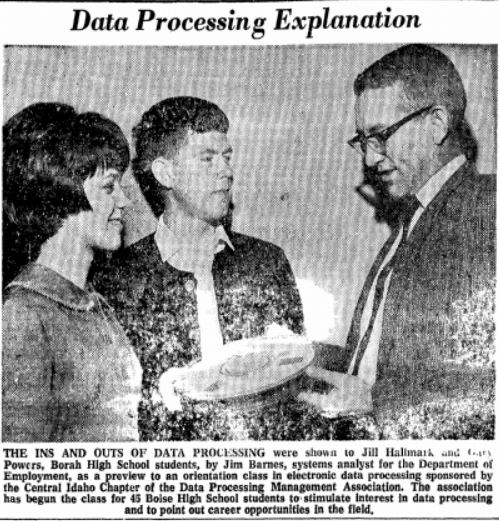 Data Processing Explanation
THE INS AND OUTS OF DATA PROCESSING were shown to Jill Hallmark and Gary
Powers, Borah High School students, by Jim Barnes, systems analyst for the Department of
Employment, as a preview to an orientation class in electronic data processing sponsored by
the Central Idaho Chapter of the Data Processing Management Association. The association
has begun the class for 45 Boise High School students to stimulate interest in data processing
and to point out career opportunities in the field.